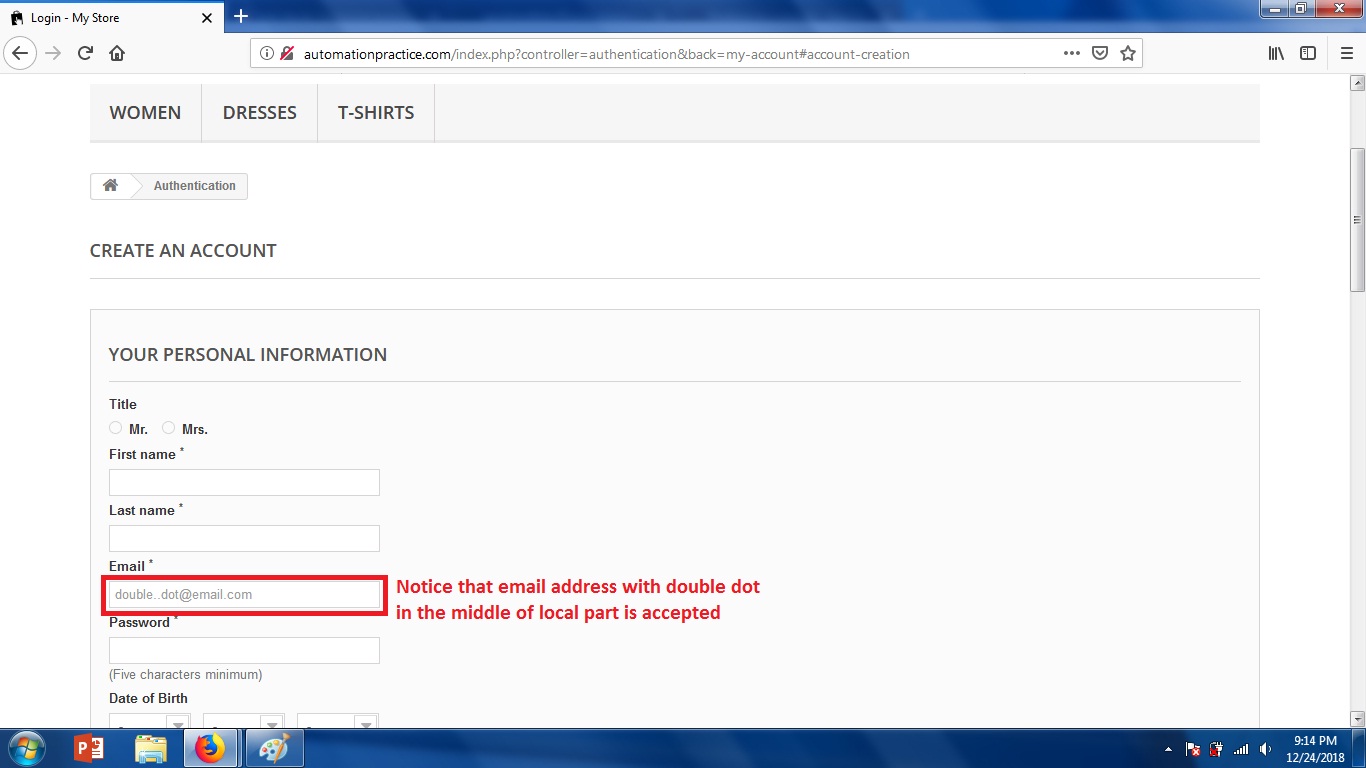 Login - My Store
automationpractice.com/index.php?controller=authentication&back=my-account#account-creation
WOMEN DRESSES T-SHIRTS
Authentication
CREATE AN ACCOUNT
YOUR PERSONAL INFORMATION
Title
Mr. Mrs.
First name *
Last name *
Email *
double..dot@email.com
Notice that email address with double dot
in the middle of local part is accepted
Password *
(Five characters minimum)
Date of Birth
9:14 PM
12/24/2018